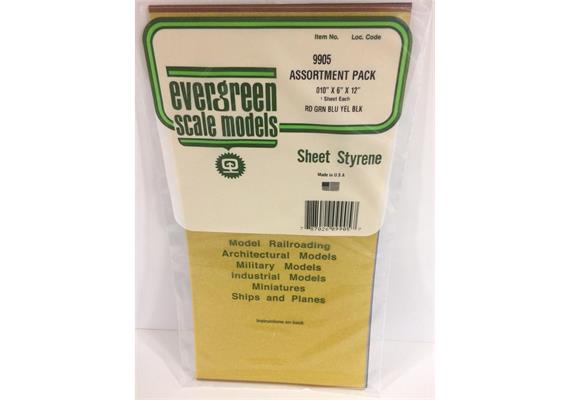 Item No. Loc. Code
9905
ASSORTMENT PACK
010" X 6" X 12"
1 Sheet Each
RD GRN BLU YEL BLK
evergreen
scale models
Sheet Styrene
Made in U S A
Model Railroading
Architectural Models
Military Models
Industrial Models
Miniatures
Ships and Planes
Instructions on back